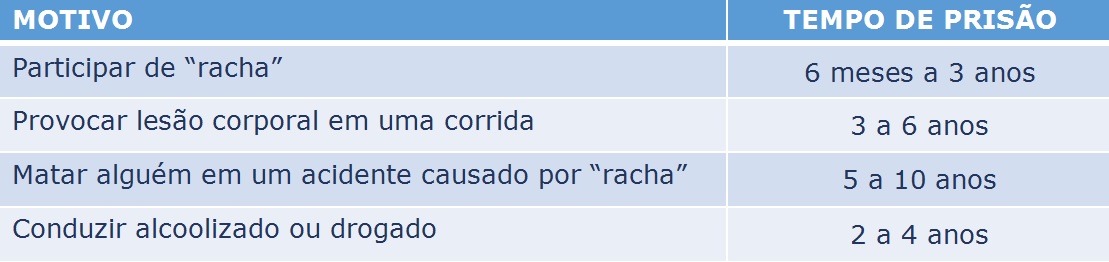 MOTIVO TEMPO DE PRISÃO
Participar de “racha” 6 meses a 3 anos
Provocar lesão corporal em uma corrida 3 a 6 anos
Matar alguém em um acidente causado por “racha” 5 a 10 anos
Conduzir alcoolizado ou drogado 2 a 4 anos